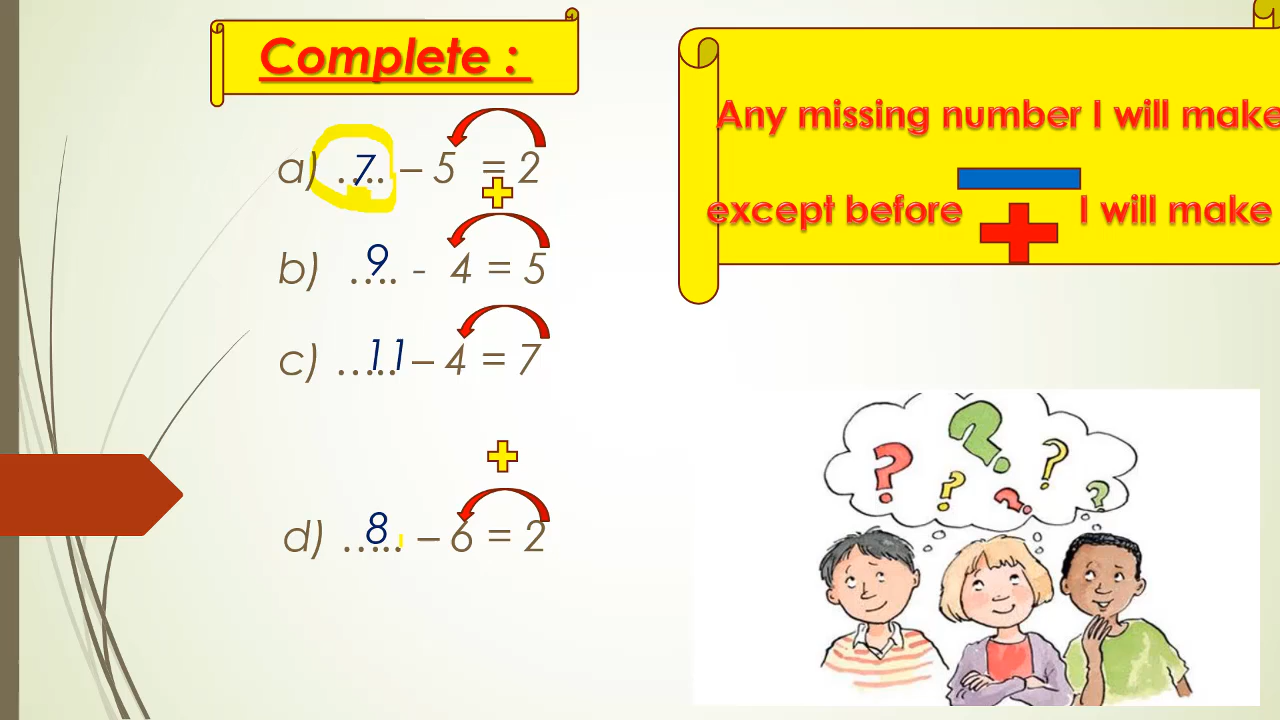 Complete :
a) ..7.. – 5 = 2
+
b) ..9.. - 4 = 5
c) ..11.. – 4 = 7
+
d) ..8.. – 6 = 2
Any missing number I will make
–
except before + I will make
? ? ? ? ? ?